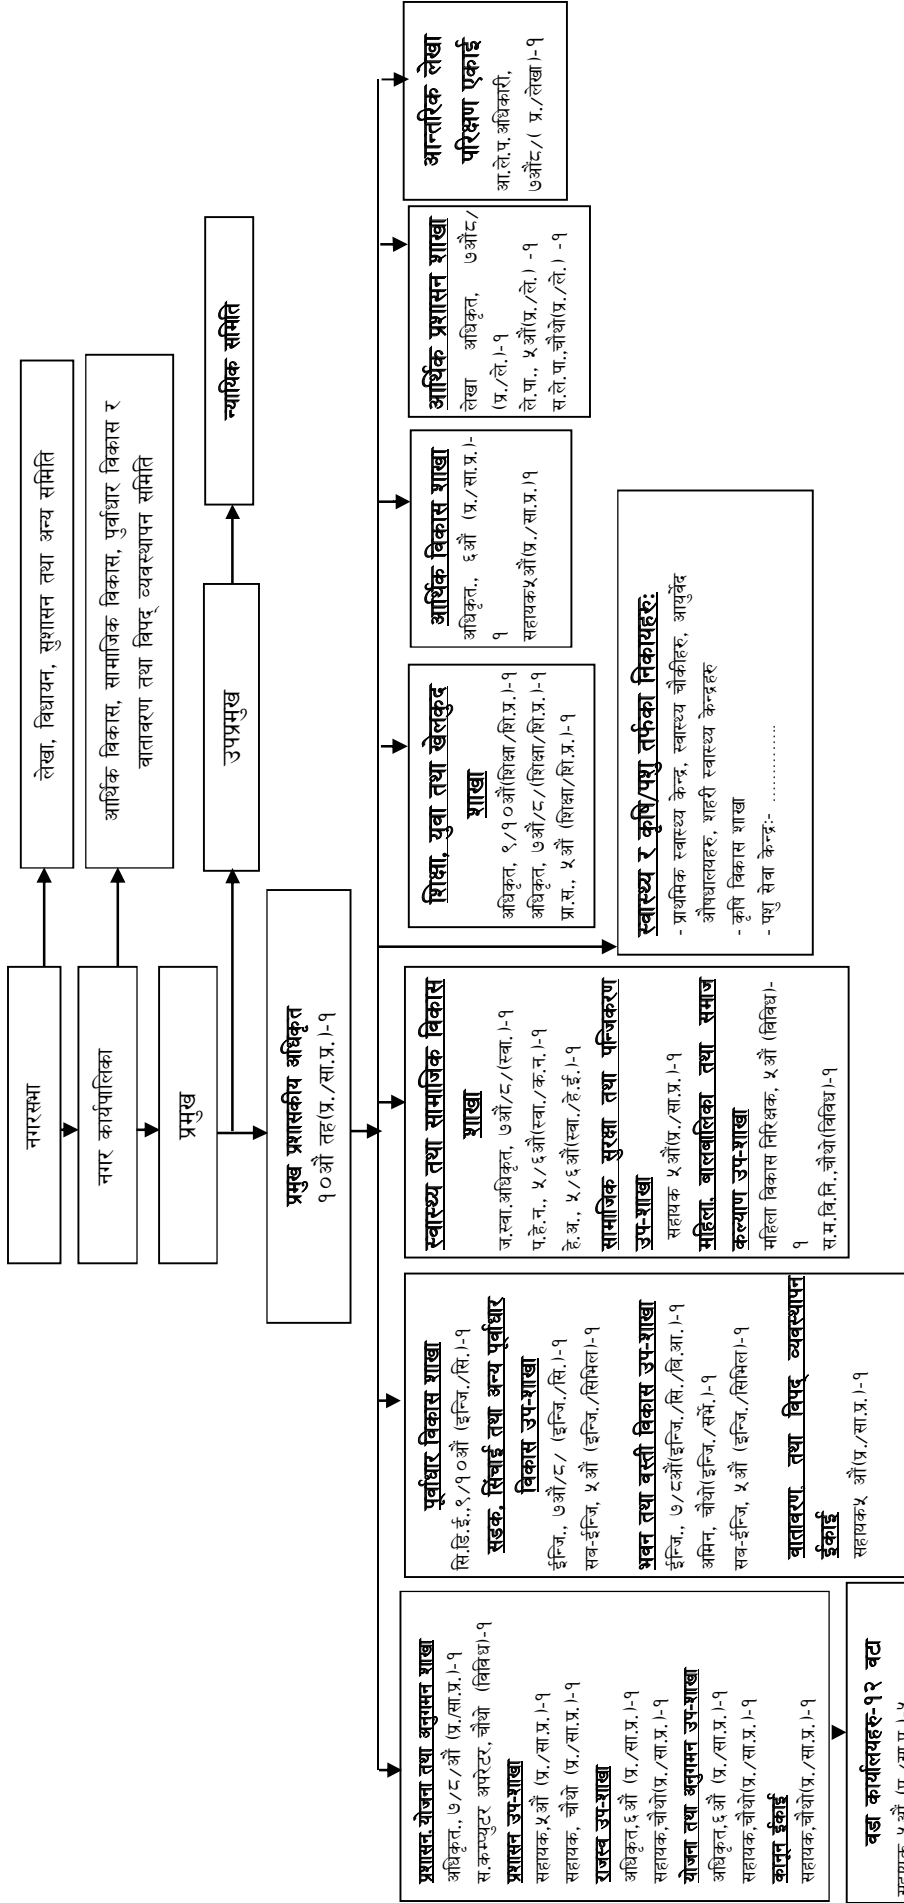 नगरसभा
लेखा, विधायन, सुशासन तथा अन्य समिति
नगर कार्यपालिका
आर्थिक विकास, सामाजिक विकास, पुर्वाधार विकास र
वातावरण तथा विपद् व्यवस्थापन समिति
प्रमुख
उपप्रमुख
न्यायिक समिति
प्रमुख प्रशासकीय अधिकृत
१०औं तह(प्र./सा.प्र.)-१
प्रशासन,योजना तथा अनुगमन शाखा
अधिकृत., ७/८/औं (प्र./सा.प्र.)-१
स.कम्प्युटर अपरेटर, चौथो (विविध)-१
प्रशासन उप-शाखा
सहायक,५औं (प्र./सा.प्र.)-१
सहायक, चौथो (प्र./सा.प्र.)-१
राजस्व उप-शाखा
अधिकृत,६औं (प्र./सा.प्र.)-१
सहायक,चौथो(प्र./सा.प्र.)-१
योजना तथा अनुगमन उप-शाखा
अधिकृत,६औं (प्र./सा.प्र.)-१
सहायक,चौथो(प्र./सा.प्र.)-१
कानून ईकाई
सहायक,चौथो(प्र./सा.प्र.)-१
वडा कार्यालयहरु-१२ वटा
पूर्वाधार विकास शाखा
सि.डि.ई.,९/१०औं (इन्जि./सि.)-१
सडक, सिंचाई तथा अन्य पूर्वाधार
विकास उप-शाखा
ईन्जि., ७औं/८/ (इन्जि./सि.)-१
सब-ईन्जि, ५औं (इन्जि./सिभिल)-१
भवन तथा वस्ती विकास उप-शाखा
ईन्जि., ७/८औं(इन्जि./सि./बि.आ.)-१
अमिन, चौथो(इन्जि./सर्भे.)-१
सब-ईन्जि, ५औं (इन्जि./सिभिल)-१
वातावरण तथा विपद् व्यवस्थापन
ईकाई
सहायक५ औं(प्र./सा.प्र.)-१
स्वास्थ्य तथा सामाजिक विकास
शाखा
ज.स्वा.अधिकृत, ७औं/८/(स्वा.)-१
प.हे.न., ५/६औं(स्वा./क.न.)-१
हे.अ., ५/६औं(स्वा./हे.ई.)-१
सामाजिक सुरक्षा तथा पन्जिकरण
उप-शाखा
सहायक ५औं(प्र./सा.प्र.)-१
महिला, बालबालिका तथा समाज
कल्याण उप-शाखा
महिला विकास निरिक्षक, ५औं (विविध)-
१
स.म.वि.नि.,चौथो(विविध)-१
स्वास्थ्य र कृषि/पशु तर्फका निकायहरु:
- प्राथमिक स्वास्थ्य केन्द्र, स्वास्थ्य चौकीहरु, आयुर्वेद
औषधालयहरु, शहरी स्वास्थ्य केन्द्रहरु
- कृषि विकास शाखा
- पशु सेवा केन्द्र:- ..............
शिक्षा, युवा तथा खेलकुद
शाखा
अधिकृत, ९/१०औं(शिक्षा/शि.प्र.)-१
अधिकृत, ७औं/८/(शिक्षा/शि.प्र.)-१
प्रा.स., ५औं (शिक्षा/शि.प्र.)-१
आर्थिक विकास शाखा
अधिकृत., ६औं (प्र./सा.प्र.)-
१
सहायक५औं(प्र./सा.प्र.)१
आर्थिक प्रशासन शाखा
लेखा अधिकृत, ७औं८/
(प्र./ले.)-१
ले.पा., ५औं(प्र./ले.) -१
स.ले.पा.,चौथो(प्र./ले.) -१
आन्तरिक लेखा
परिक्षण एकाई
आ.ले.प.अधिकारी,
७औं८/( प्र./लेखा)-१